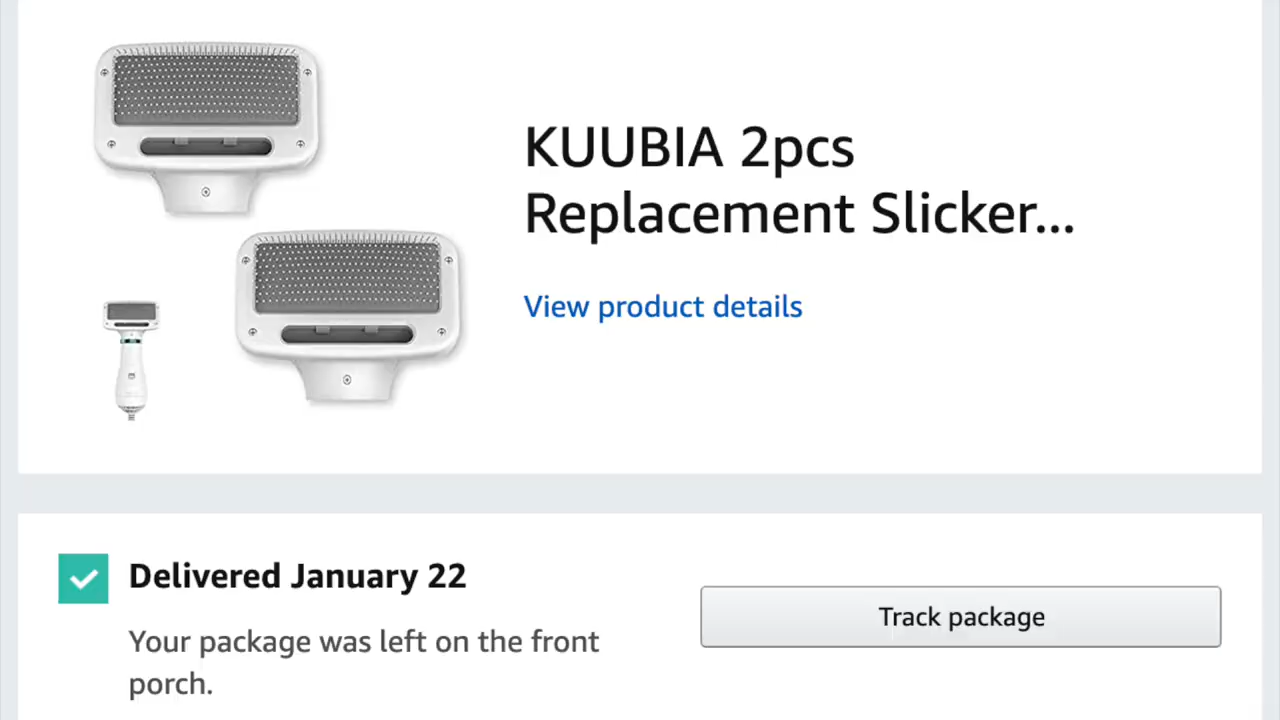 KUUBIA 2pcs
Replacement Slicker...
View product details
Delivered January 22
Your package was left on the front
porch.
Track package